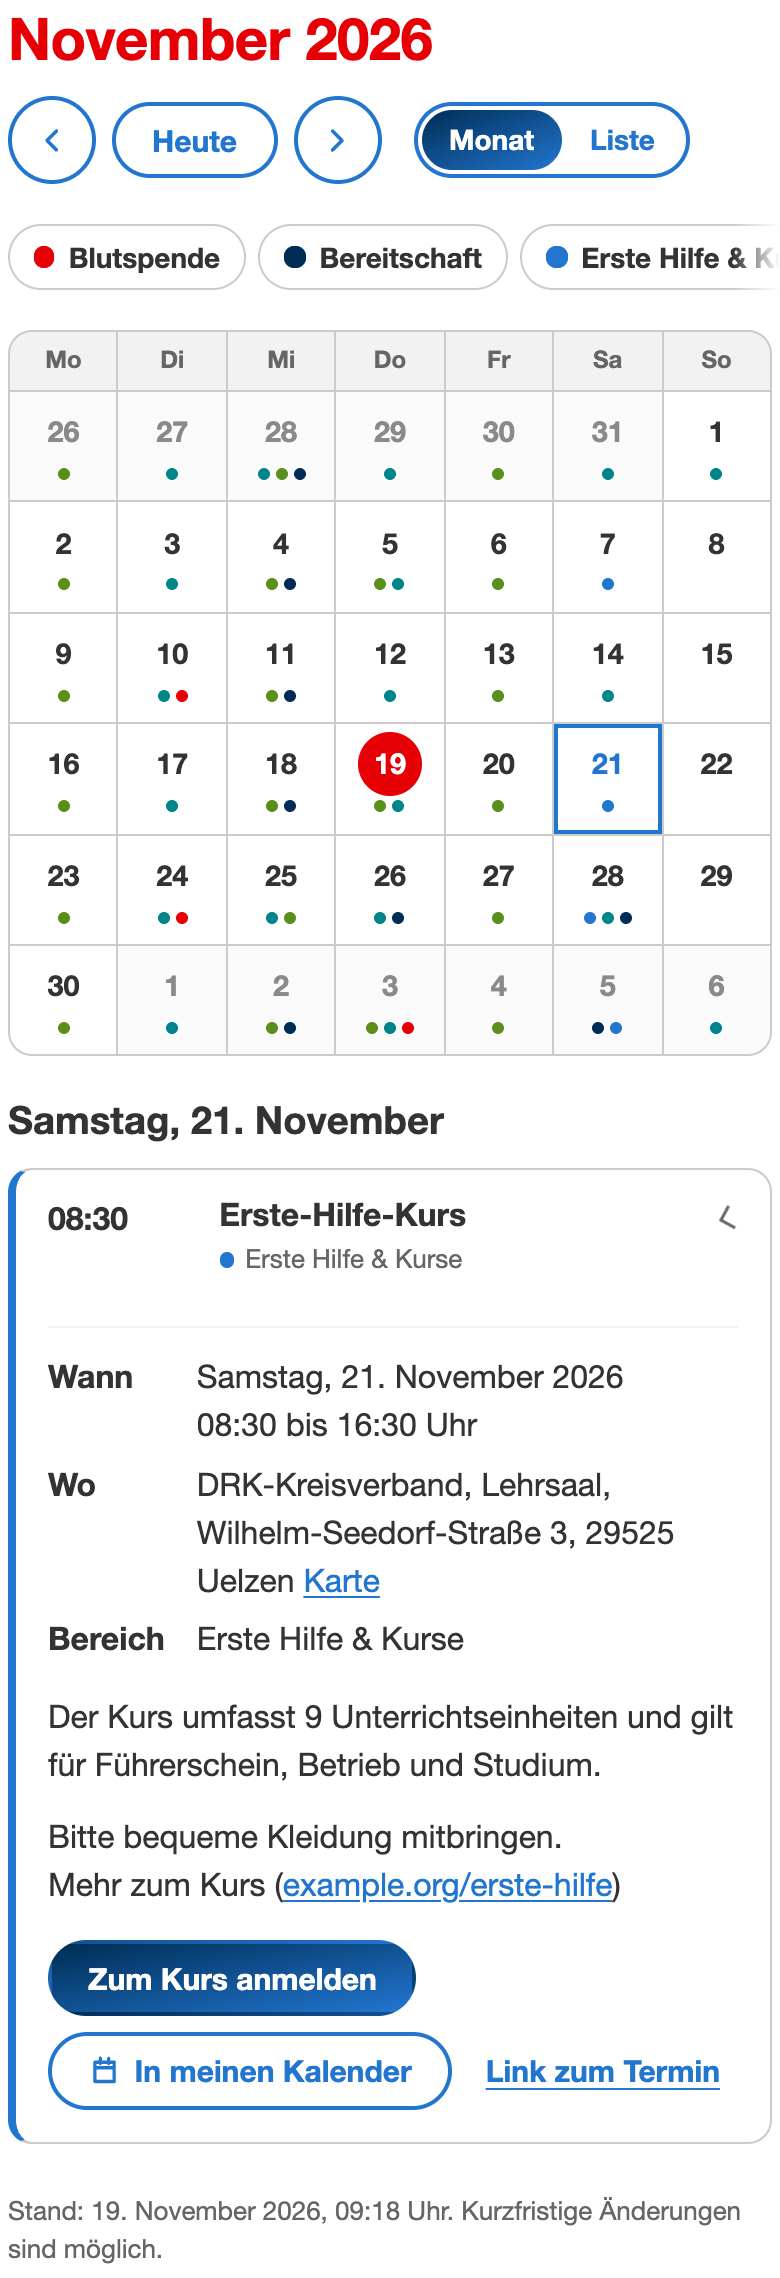 November 2026
Heute
Monat
Liste
Blutspende
Bereitschaft
Erste Hilfe &
Mo Di Mi Do Fr Sa So
26 27 28 29 30 31 1
2 3 4 5 6 7 8
9 10 11 12 13 14 15
16 17 18 19 20 21 22
23 24 25 26 27 28 29
30 1 2 3 4 5 6
Samstag, 21. November
08:30 Erste-Hilfe-Kurs
Erste Hilfe & Kurse
Wann Samstag, 21. November 2026
08:30 bis 16:30 Uhr
Wo DRK-Kreisverband, Lehrsaal,
Wilhelm-Seedorf-Straße 3, 29525
Uelzen Karte
Bereich Erste Hilfe & Kurse
Der Kurs umfasst 9 Unterrichtseinheiten und gilt
für Führerschein, Betrieb und Studium.
Bitte bequeme Kleidung mitbringen.
Mehr zum Kurs (example.org/erste-hilfe)
Zum Kurs anmelden
In meinen Kalender
Link zum Termin
Stand: 19. November 2026, 09:18 Uhr. Kurzfristige Änderungen
sind möglich.